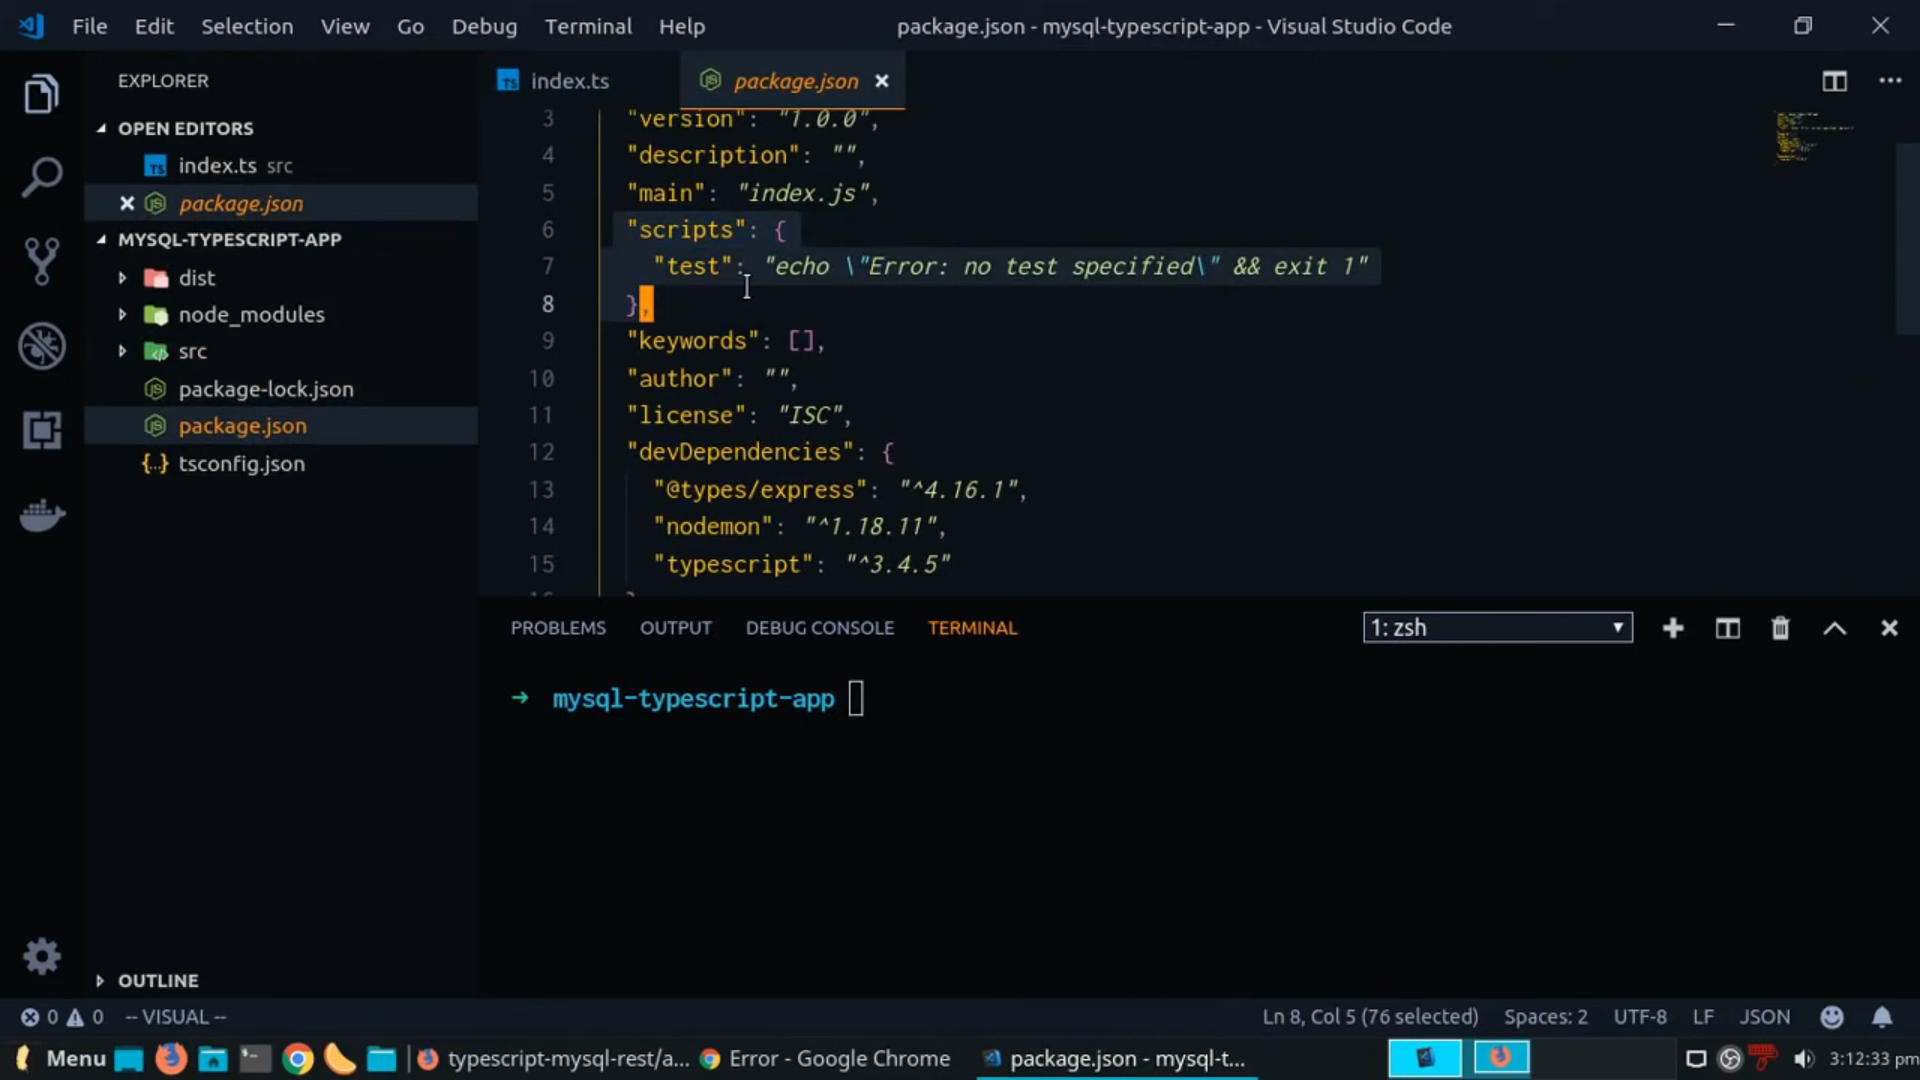 File Edit Selection View Go Debug Terminal Help package.json - mysql-typescript-app - Visual Studio Code
EXPLORER
OPEN EDITORS
TS index.ts src
package.json
MYSQL-TYPESCRIPT-APP
dist
node_modules
src
package-lock.json
package.json
{..} tsconfig.json
OUTLINE
TS index.ts package.json
3 "version": "1.0.0",
4 "description": "",
5 "main": "index.js",
6 "scripts": {
7 "test": "echo \"Error: no test specified\" && exit 1"
8 },
9 "keywords": [],
10 "author": "",
11 "license": "ISC",
12 "devDependencies": {
13 "@types/express": "^4.16.1",
14 "nodemon": "^1.18.11",
15 "typescript": "^3.4.5"
PROBLEMS OUTPUT DEBUG CONSOLE TERMINAL 1: zsh
→ mysql-typescript-app
0 0 -- VISUAL -- Ln 8, Col 5 (76 selected) Spaces: 2 UTF-8 LF JSON
Menu typescript-mysql-rest/a... Error - Google Chrome package.json - mysql-t... 3:12:33 pm